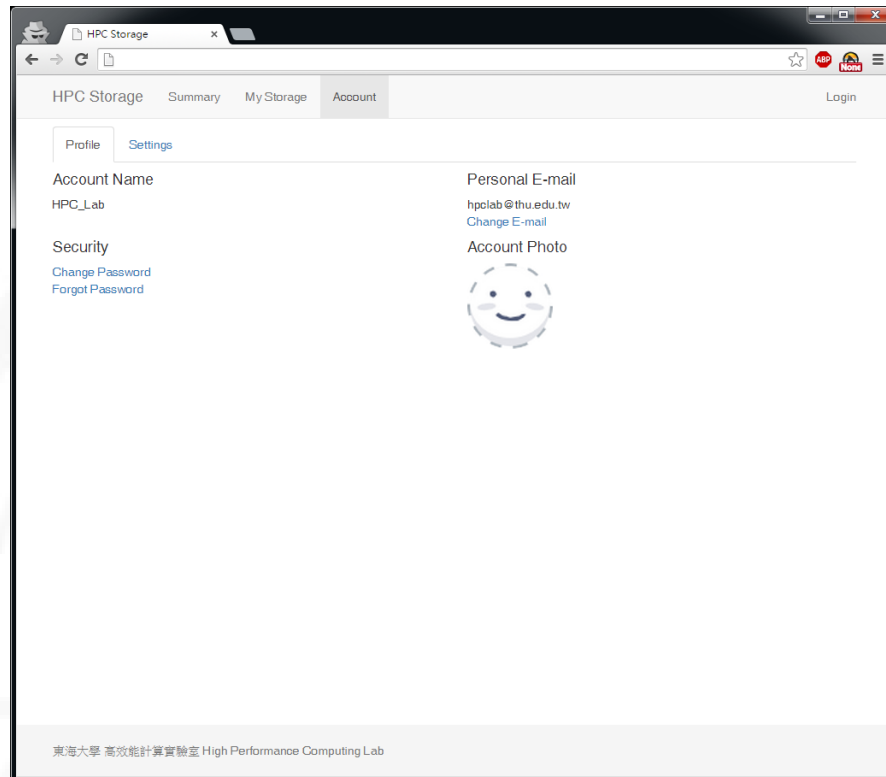 HPC Storage
HPC Storage Summary My Storage Account Login
Profile Settings
Account Name
HPC_Lab
Personal E-mail
hpclab@thu.edu.tw
Change E-mail
Security
Change Password
Forgot Password
Account Photo
東海大學 高效能計算實驗室 High Performance Computing Lab
ABP
None